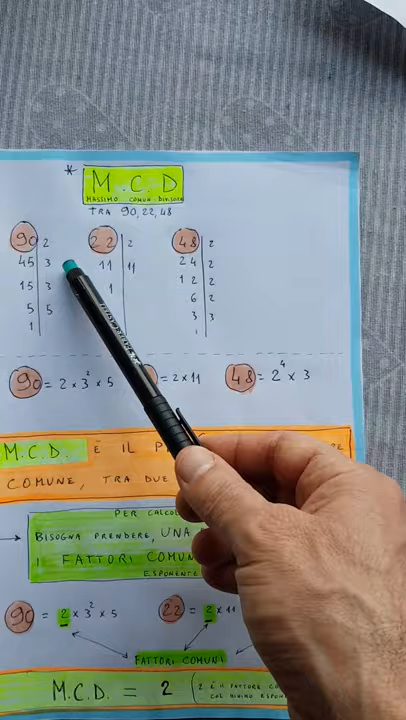 * M.C.D
MASSIMO COMUN DIVISORE
TRA 90, 22, 48
90 2 22 2 48 2
45 3 11 11 24 2
15 3 1 12 2
5 5 6 2
1 3 3
1
90 = 2 x 3² x 5 = 2 x 11 48 = 2⁴ x 3
M.C.D. È IL
COMUNE, TRA DUE
PER
BISOGNA PRENDERE, UNA
I FATTORI
ESPONENTE
90 = 2 x 3² x 5 22 = 2 x 11
FATTORI COMUNI
M.C.D. = 2 (2 È IL FATTORE